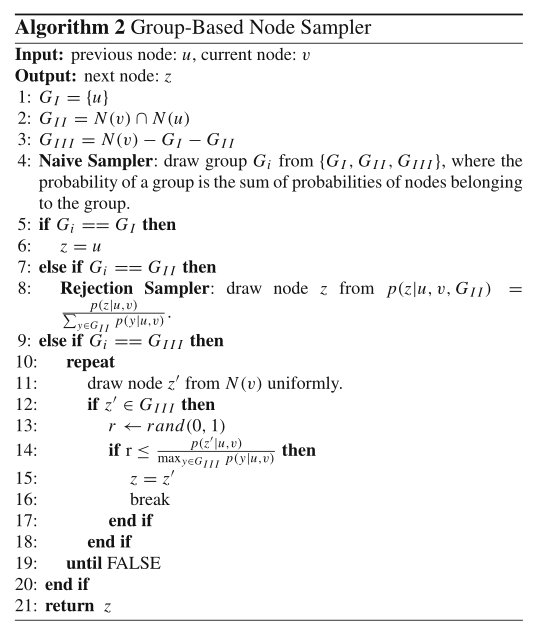 Algorithm 2 Group-Based Node Sampler
Input: previous node: u, current node: v
Output: next node: z
1: G_I = {u}
2: G_{II} = N(v) ∩ N(u)
3: G_{III} = N(v) − G_I − G_{II}
4: Naive Sampler: draw group G_i from {G_I, G_{II}, G_{III}}, where the
probability of a group is the sum of probabilities of nodes belonging
to the group.
5: if G_i == G_I then
6: z = u
7: else if G_i == G_{II} then
8: Rejection Sampler: draw node z from p(z|u, v, G_{II}) =
\frac{p(z|u,v)}{\sum_{y∈G_{II}} p(y|u,v)}.
9: else if G_i == G_{III} then
10: repeat
11: draw node z′ from N(v) uniformly.
12: if z′ ∈ G_{III} then
13: r ← rand(0, 1)
14: if r ≤ \frac{p(z′|u,v)}{\max_{y∈G_{III}} p(y|u,v)} then
15: z = z′
16: break
17: end if
18: end if
19: until FALSE
20: end if
21: return z